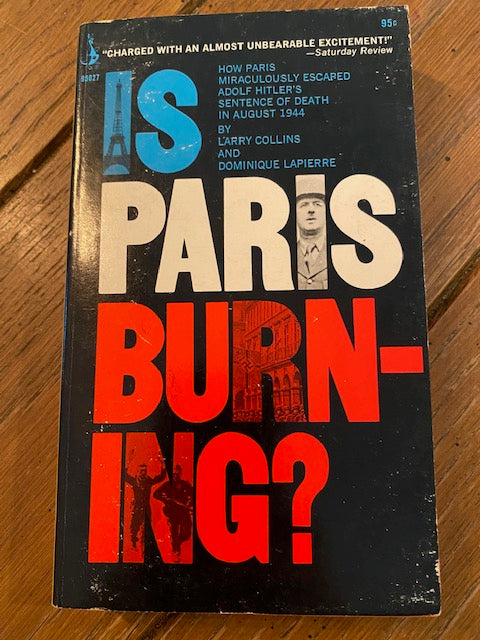 95¢
"CHARGED WITH AN ALMOST UNBEARABLE EXCITEMENT!"
—Saturday Review
95027
HOW PARIS
MIRACULOUSLY ESCAPED
ADOLF HITLER'S
SENTENCE OF DEATH
IN AUGUST 1944
BY
LARRY COLLINS
AND
DOMINIQUE LAPIERRE
IS
PARIS
BURN-
ING?